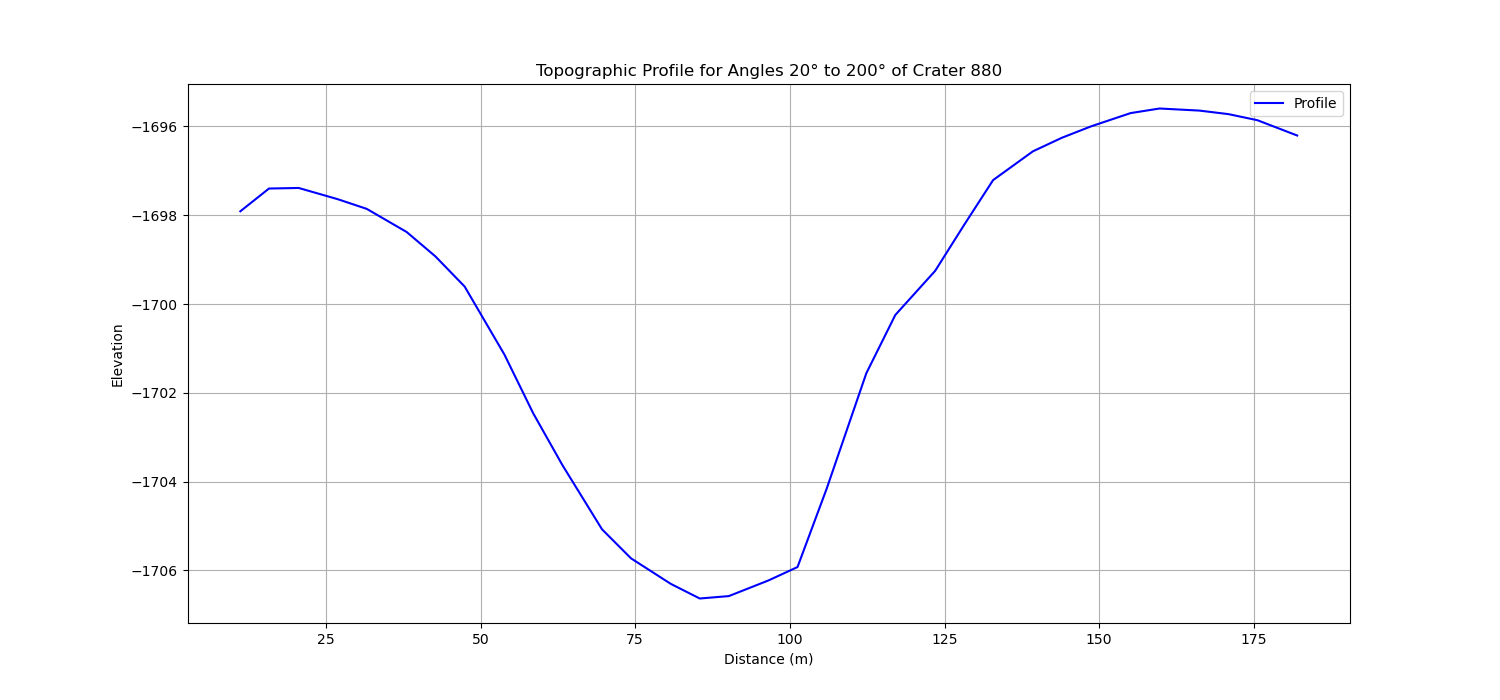 Topographic Profile for Angles 20° to 200° of Crater 880
Profile
−1696
−1698
−1700
−1702
−1704
−1706
Elevation
25 50 75 100 125 150 175
Distance (m)